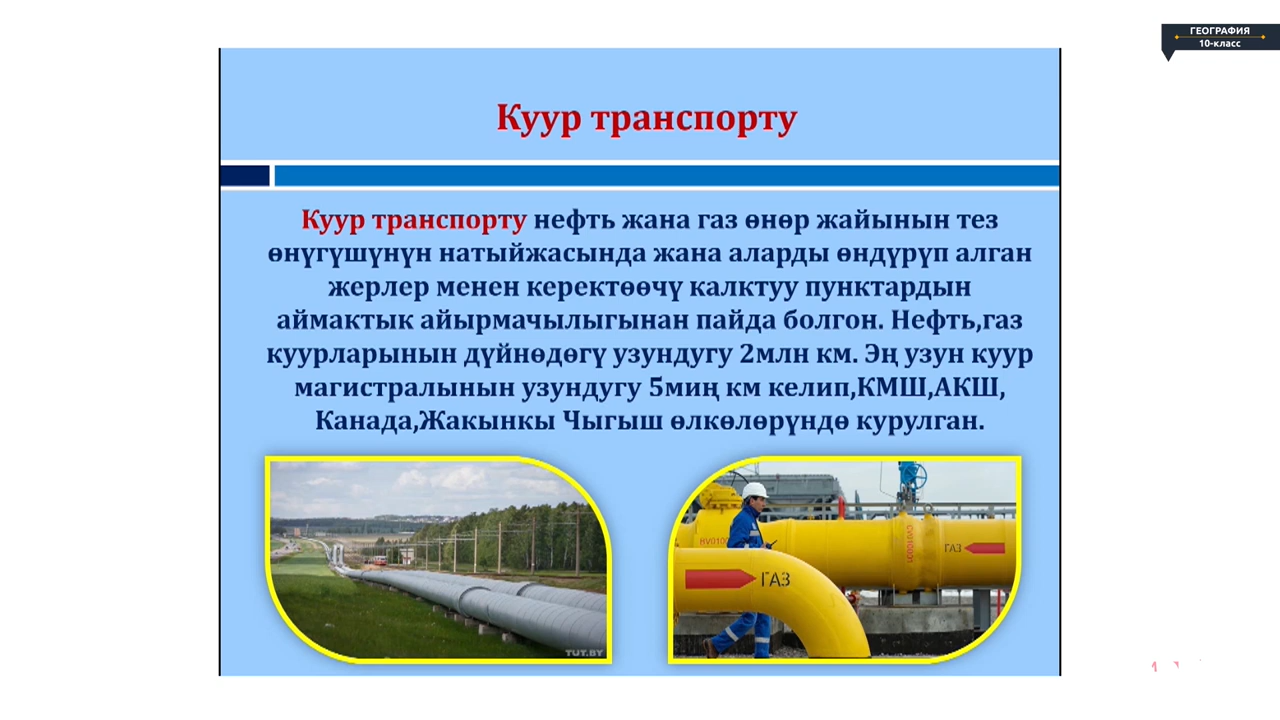 ГЕОГРАФИЯ
10-класс
Куур транспорту
Куур транспорту нефть жана газ өнөр жайынын тез
өнүгүшүнүн натыйжасында жана аларды өндүрүп алган
жерлер менен керектөөчү калктуу пунктардын
аймактык айырмачылыгынан пайда болгон. Нефть,газ
куурларынын дүйнөдөгү узундугу 2млн км. Эң узун куур
магистралынын узундугу 5миң км келип,КМШ,АКШ,
Канада,Жакынкы Чыгыш өлкөлөрүндө курулган.
TUT.BY
ГАЗ
ГАЗ